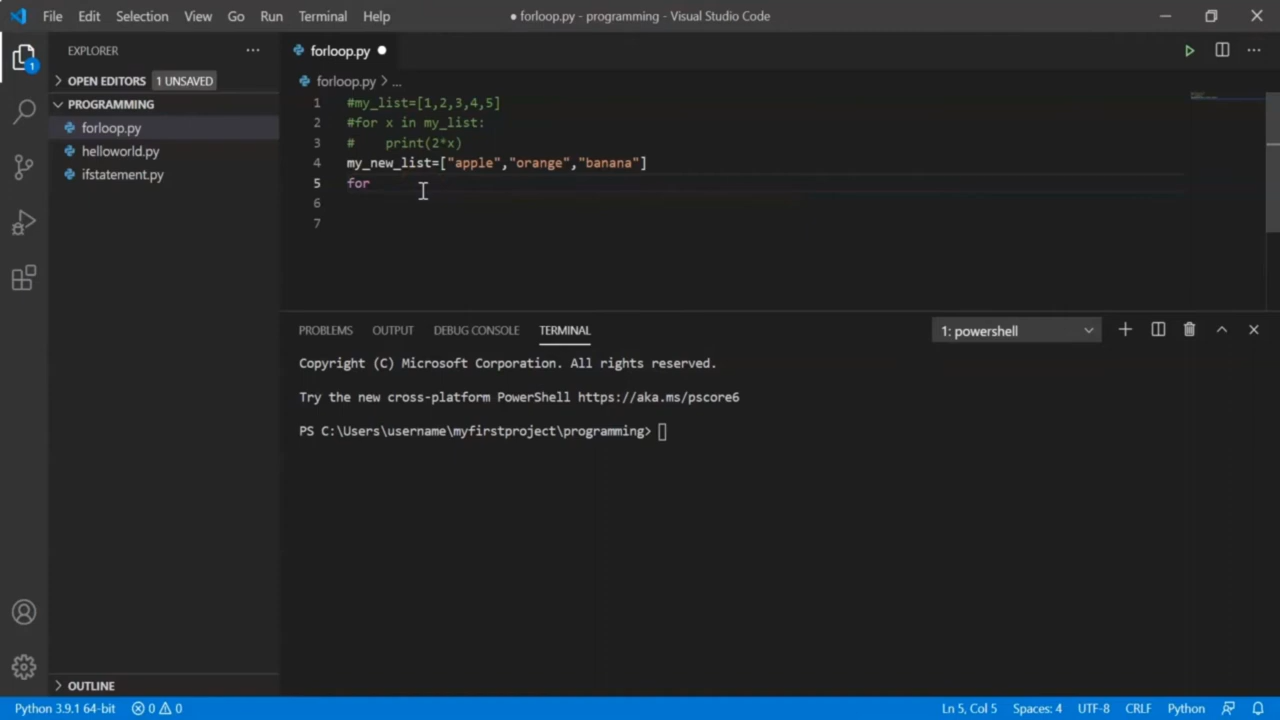 File Edit Selection View Go Run Terminal Help
● forloop.py - programming - Visual Studio Code
EXPLORER ...
forloop.py ●
OPEN EDITORS 1 UNSAVED
forloop.py > ...
PROGRAMMING
forloop.py
helloworld.py
ifstatement.py
1 #my_list=[1,2,3,4,5]
2 #for x in my_list:
3 #    print(2*x)
4 my_new_list=["apple","orange","banana"]
5 for
6
7
PROBLEMS OUTPUT DEBUG CONSOLE TERMINAL 1: powershell
Copyright (C) Microsoft Corporation. All rights reserved.
Try the new cross-platform PowerShell https://aka.ms/pscore6
PS C:\Users\username\myfirstproject\programming>
1
OUTLINE
Python 3.9.1 64-bit 0 0 Ln 5, Col 5 Spaces: 4 UTF-8 CRLF Python